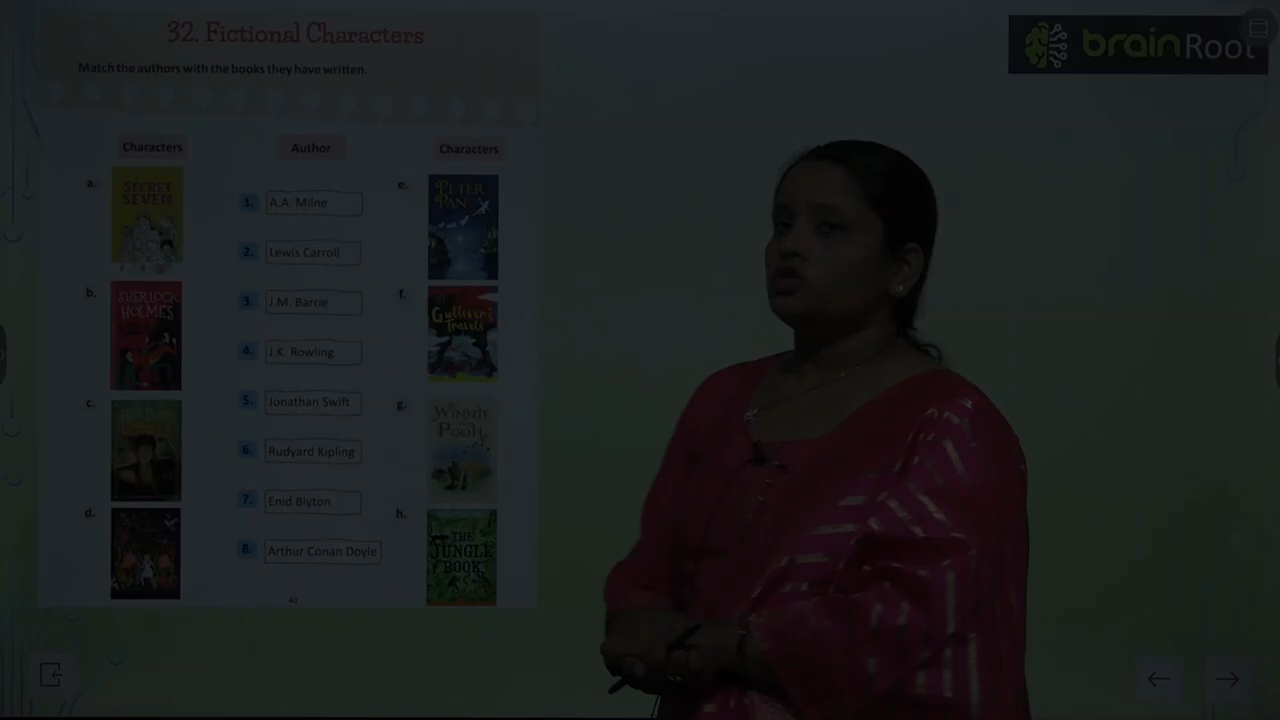 32. Fictional Characters
Match the authors with the books they have written.
brainRoot
Characters
Author
Characters
a.
SECRET
SEVEN
1. A.A. Milne
e.
PETER
PAN
2. Lewis Carroll
b.
SHERLOCK
HOLMES
3. J.M. Barrie
f.
Gulliver's
Travels
4. J.K. Rowling
c.
5. Jonathan Swift
g.
WINNIE
POOH
6. Rudyard Kipling
d.
7. Enid Blyton
h.
THE
JUNGLE
BOOK
8. Arthur Conan Doyle
40